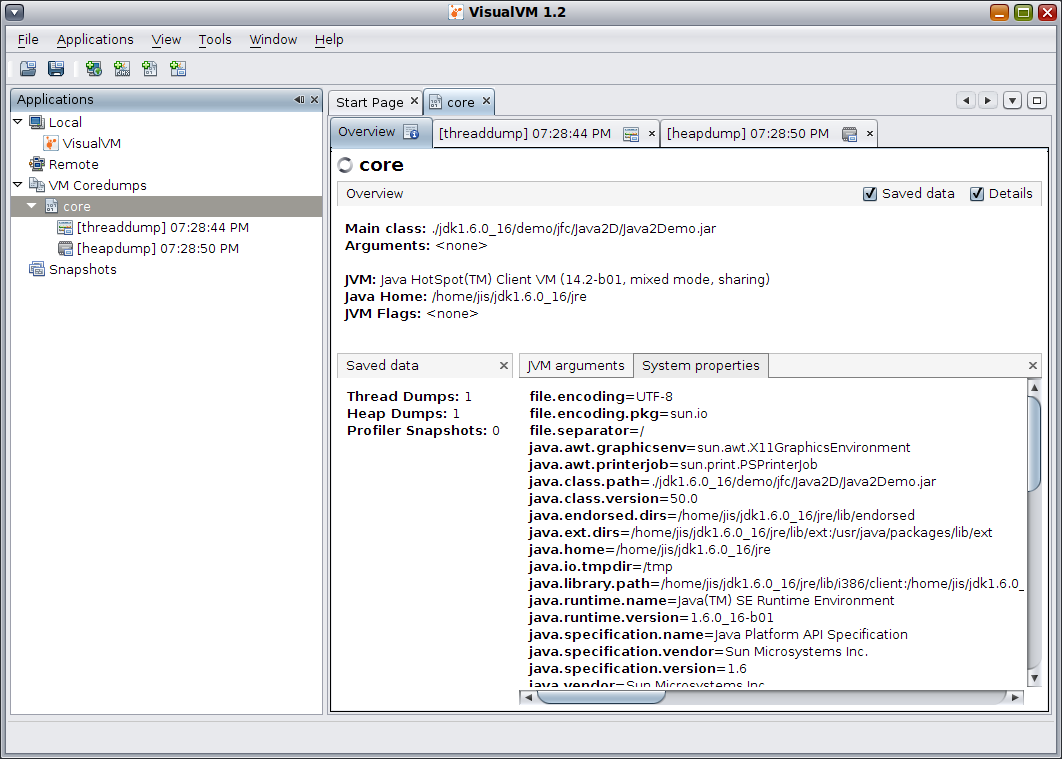 VisualVM 1.2
File Applications View Tools Window Help
Applications
Local
VisualVM
Remote
VM Coredumps
core
[threaddump] 07:28:44 PM
[heapdump] 07:28:50 PM
Snapshots
Start Page core
Overview [threaddump] 07:28:44 PM [heapdump] 07:28:50 PM
core
Overview Saved data Details
Main class: ./jdk1.6.0_16/demo/jfc/Java2D/Java2Demo.jar
Arguments: <none>
JVM: Java HotSpot(TM) Client VM (14.2-b01, mixed mode, sharing)
Java Home: /home/jis/jdk1.6.0_16/jre
JVM Flags: <none>
Saved data
Thread Dumps: 1
Heap Dumps: 1
Profiler Snapshots: 0
JVM arguments System properties
file.encoding=UTF-8
file.encoding.pkg=sun.io
file.separator=/
java.awt.graphicsenv=sun.awt.X11GraphicsEnvironment
java.awt.printerjob=sun.print.PSPrinterJob
java.class.path=./jdk1.6.0_16/demo/jfc/Java2D/Java2Demo.jar
java.class.version=50.0
java.endorsed.dirs=/home/jis/jdk1.6.0_16/jre/lib/endorsed
java.ext.dirs=/home/jis/jdk1.6.0_16/jre/lib/ext:/usr/java/packages/lib/ext
java.home=/home/jis/jdk1.6.0_16/jre
java.io.tmpdir=/tmp
java.library.path=/home/jis/jdk1.6.0_16/jre/lib/i386/client:/home/jis/jdk1.6.0_
java.runtime.name=Java(TM) SE Runtime Environment
java.runtime.version=1.6.0_16-b01
java.specification.name=Java Platform API Specification
java.specification.vendor=Sun Microsystems Inc.
java.specification.version=1.6
java.vendor=Sun Microsystems Inc.